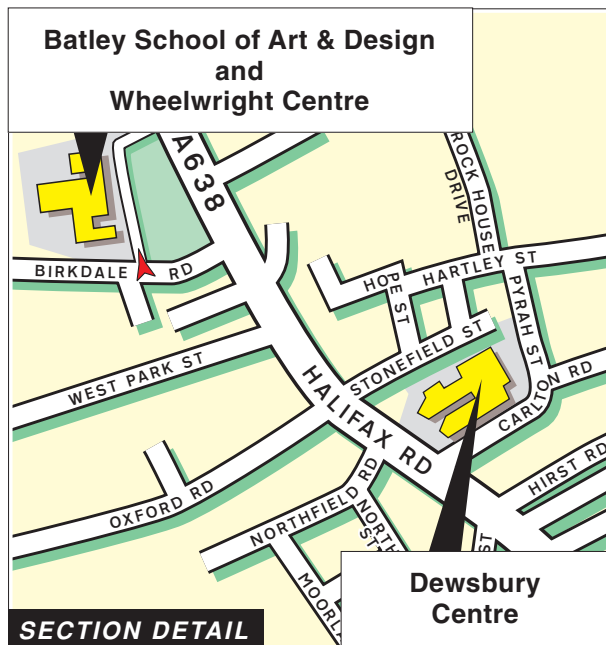 Batley School of Art & Design
and
Wheelwright Centre
A638
ROCK HOUSE
DRIVE
BIRKDALE RD
HARTLEY ST
HOPE ST
PYRAH ST
STONEFIELD ST
WEST PARK ST
HALIFAX RD
CARLTON RD
HIRST RD
OXFORD RD
NORTHFIELD RD
ST
ST
Dewsbury
Centre
SECTION DETAIL